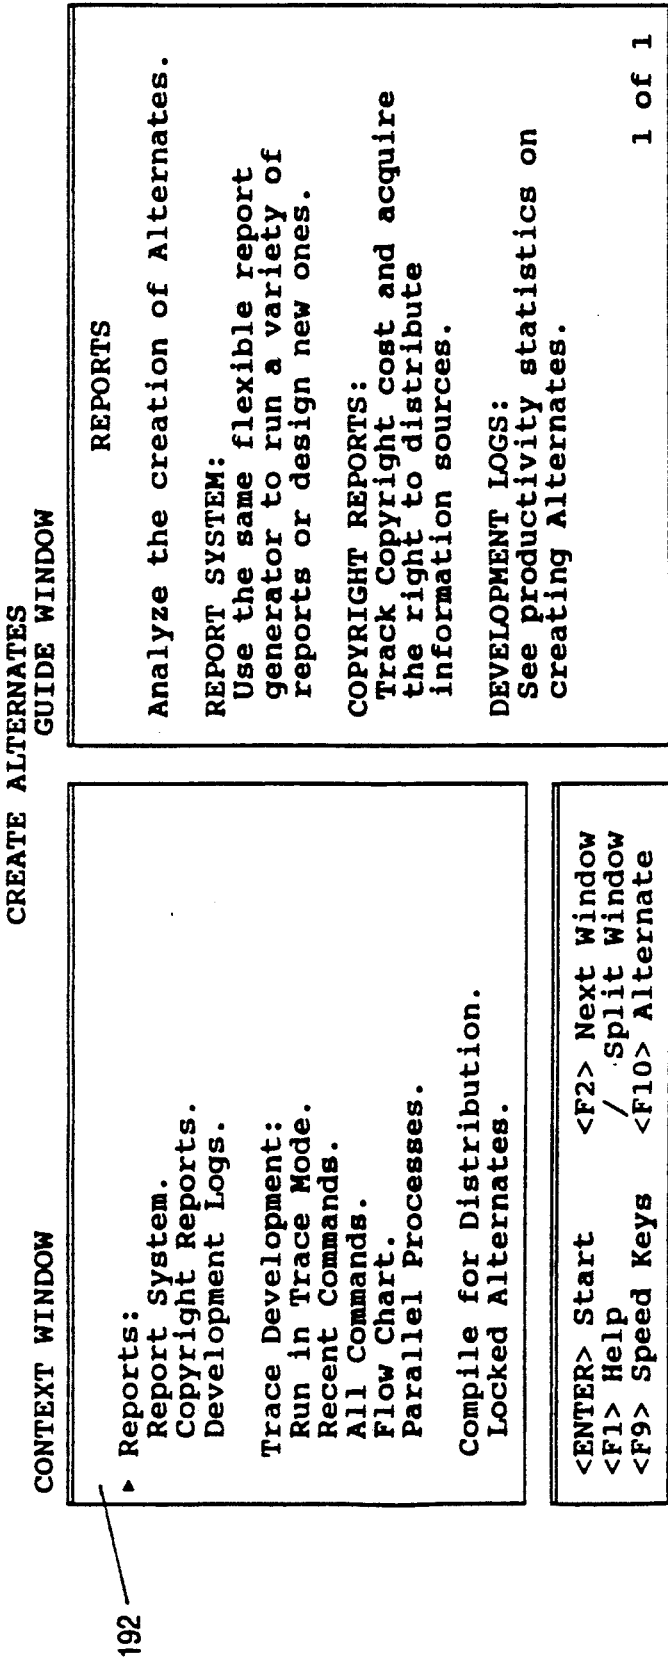 CREATE ALTERNATES
CONTEXT WINDOW
▸ Reports:
Report System.
Copyright Reports.
Development Logs.
Trace Development:
Run in Trace Mode.
Recent Commands.
All Commands.
Flow Chart.
Parallel Processes.
Compile for Distribution.
Locked Alternates.
<ENTER> Start <F2> Next Window
<F1> Help / Split Window
<F9> Speed Keys <F10> Alternate
GUIDE WINDOW
REPORTS
Analyze the creation of Alternates.
REPORT SYSTEM:
Use the same flexible report
generator to run a variety of
reports or design new ones.
COPYRIGHT REPORTS:
Track Copyright cost and acquire
the right to distribute
information sources.
DEVELOPMENT LOGS:
See productivity statistics on
creating Alternates.
1 of 1
192